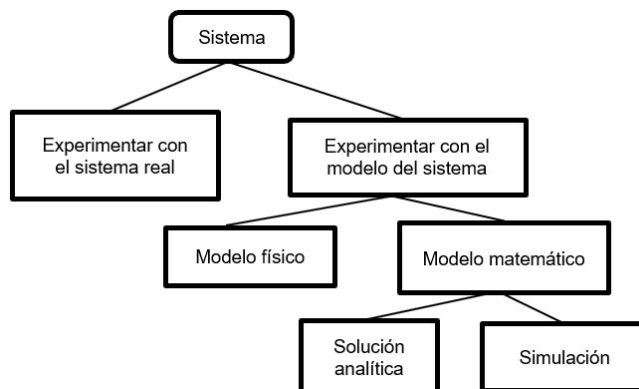 Sistema
Experimentar con
el sistema real
Experimentar con el
modelo del sistema
Modelo físico
Modelo matemático
Solución
analítica
Simulación